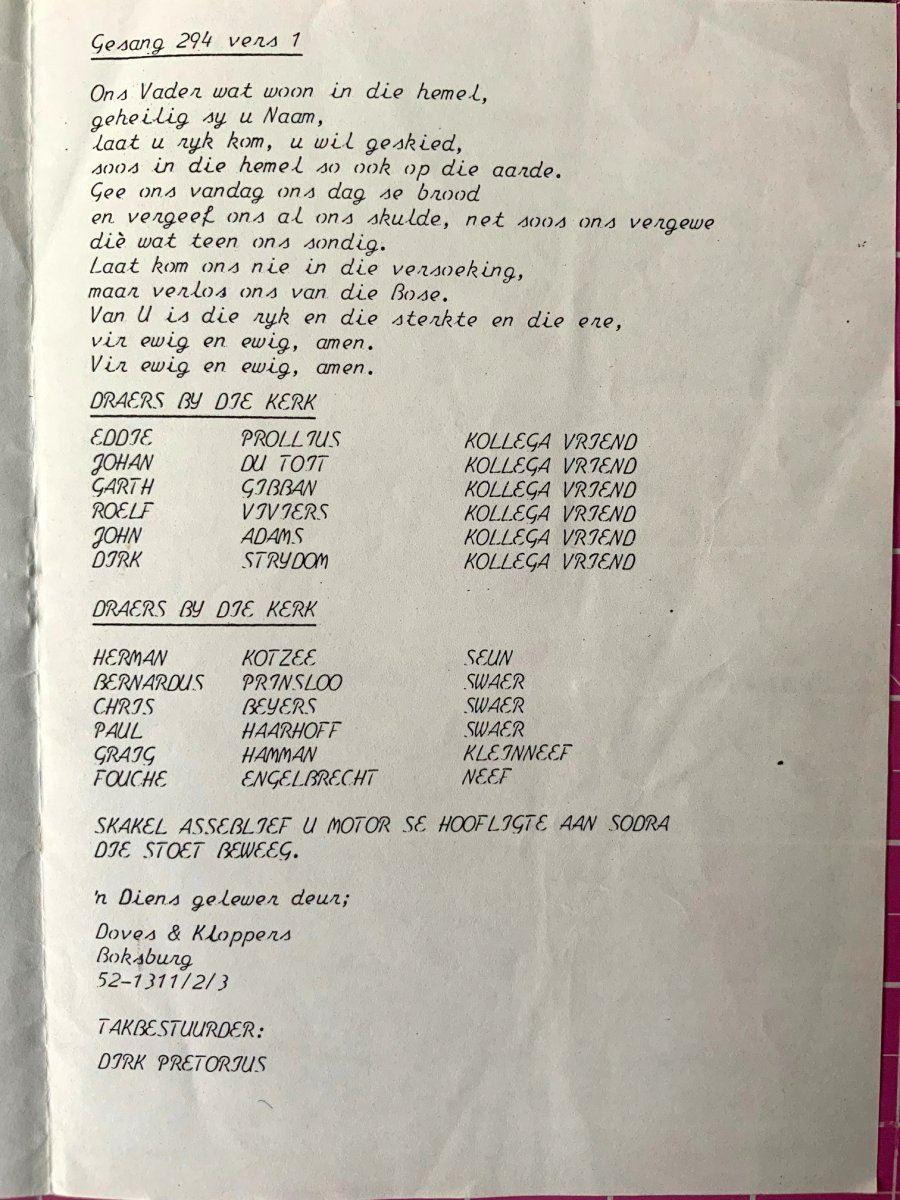 Gesang 294 vers 1
Ons Vader wat woon in die hemel,
geheilig sy u Naam,
laat u ryk kom, u wil geskied,
soos in die hemel so ook op die aarde.
Gee ons vandag ons dag se brood
en vergeef ons al ons skulde, net soos ons vergewe
diè wat teen ons sondig.
Laat kom ons nie in die versoeking,
maar verlos ons van die Bose.
Van U is die ryk en die sterkte en die ere,
vir ewig en ewig, amen.
Vir ewig en ewig, amen.
DRAERS BY DIE KERK
EDDIE PROLLIUS KOLLEGA VRIEND
JOHAN DU TOIT KOLLEGA VRIEND
GARTH GIBBAN KOLLEGA VRIEND
ROELF VIVIERS KOLLEGA VRIEND
JOHN ADAMS KOLLEGA VRIEND
DIRK STRYDOM KOLLEGA VRIEND
DRAERS BY DIE KERK
HERMAN KOTZEE SEUN
BERNARDUS PRINSLOO SWAER
CHRIS BEYERS SWAER
PAUL HAARHOFF SWAER
GRAIG HAMMAN KLEINNEEF
FOUCHE ENGELBRECHT NEEF
SKAKEL ASSEBLIEF U MOTOR SE HOOFLIGTE AAN SODRA
DIE STOET BEWEEG.
'n Diens gelewer deur;
Doves & Kloppers
Boksburg
52-1311/2/3
TAKBESTUURDER:
DIRK PRETORIUS